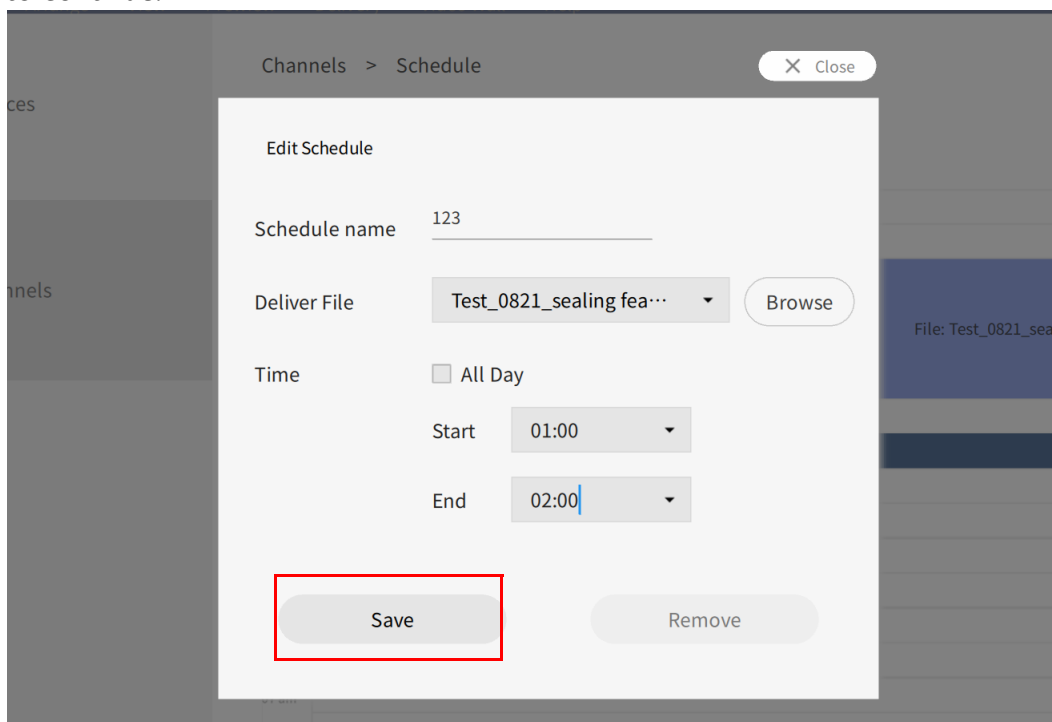 Channels > Schedule
Close
ces
Edit Schedule
Schedule name
123
nnels
Deliver File
Test_0821_sealing fea···
Browse
File: Test_0821_sea
Time
All Day
Start
01:00
End
02:00
Save
Remove